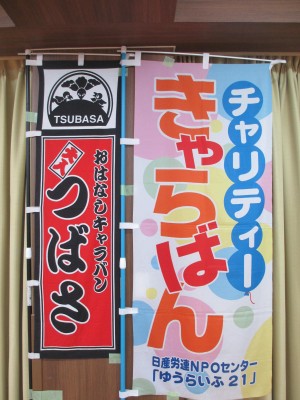 TSUBASA
おはなしキャラバン
つばさ
チャリティー
きゃらばん
日産労連NPOセンター
「ゆうらいふ21」